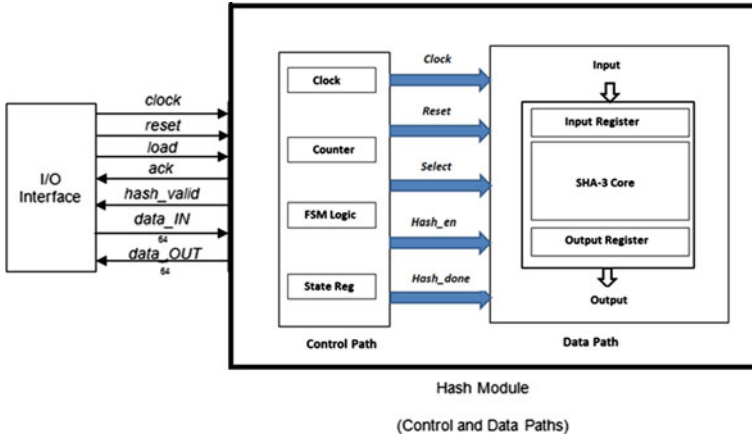 I/O
Interface
clock
reset
load
ack
hash_valid
data_IN
64
data_OUT
64
Clock
Counter
FSM Logic
State Reg
Control Path
Clock
Reset
Select
Hash_en
Hash_done
Input
Input Register
SHA-3 Core
Output Register
Output
Data Path
Hash Module
(Control and Data Paths)